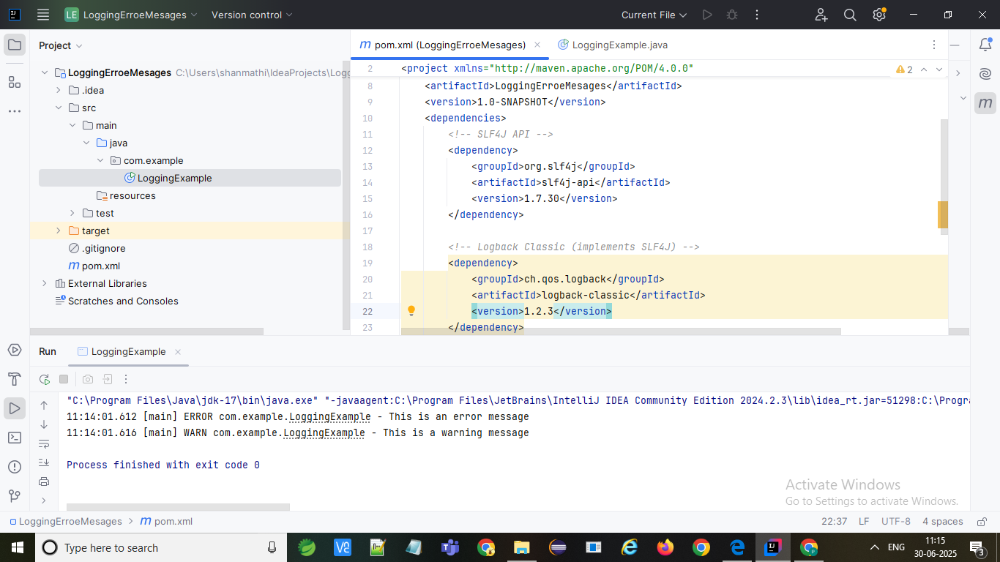 LE LoggingErroeMesages Version control Current File
Project
pom.xml (LoggingErroeMesages) LoggingExample.java
LoggingErroeMesages C:\Users\shanmathi\IdeaProjects\Logg
.idea
src
main
java
com.example
LoggingExample
resources
test
target
.gitignore
pom.xml
External Libraries
Scratches and Consoles
2 <project xmlns="http://maven.apache.org/POM/4.0.0" 2
8 <artifactId>LoggingErroeMesages</artifactId>
9 <version>1.0-SNAPSHOT</version>
10 <dependencies>
11 <!-- SLF4J API -->
12 <dependency>
13 <groupId>org.slf4j</groupId>
14 <artifactId>slf4j-api</artifactId>
15 <version>1.7.30</version>
16 </dependency>
17
18 <!-- Logback Classic (implements SLF4J) -->
19 <dependency>
20 <groupId>ch.qos.logback</groupId>
21 <artifactId>logback-classic</artifactId>
22 <version>1.2.3</version>
23 </dependency>
Run LoggingExample
"C:\Program Files\Java\jdk-17\bin\java.exe" "-javaagent:C:\Program Files\JetBrains\IntelliJ IDEA Community Edition 2024.2.3\lib\idea_rt.jar=51298:C:\Progra
11:14:01.612 [main] ERROR com.example.LoggingExample - This is an error message
11:14:01.616 [main] WARN com.example.LoggingExample - This is a warning message
Process finished with exit code 0
Activate Windows
Go to Settings to activate Windows.
LoggingErroeMesages > pom.xml 22:37 LF UTF-8 4 spaces
Type here to search
ENG
11:15
30-06-2025
3